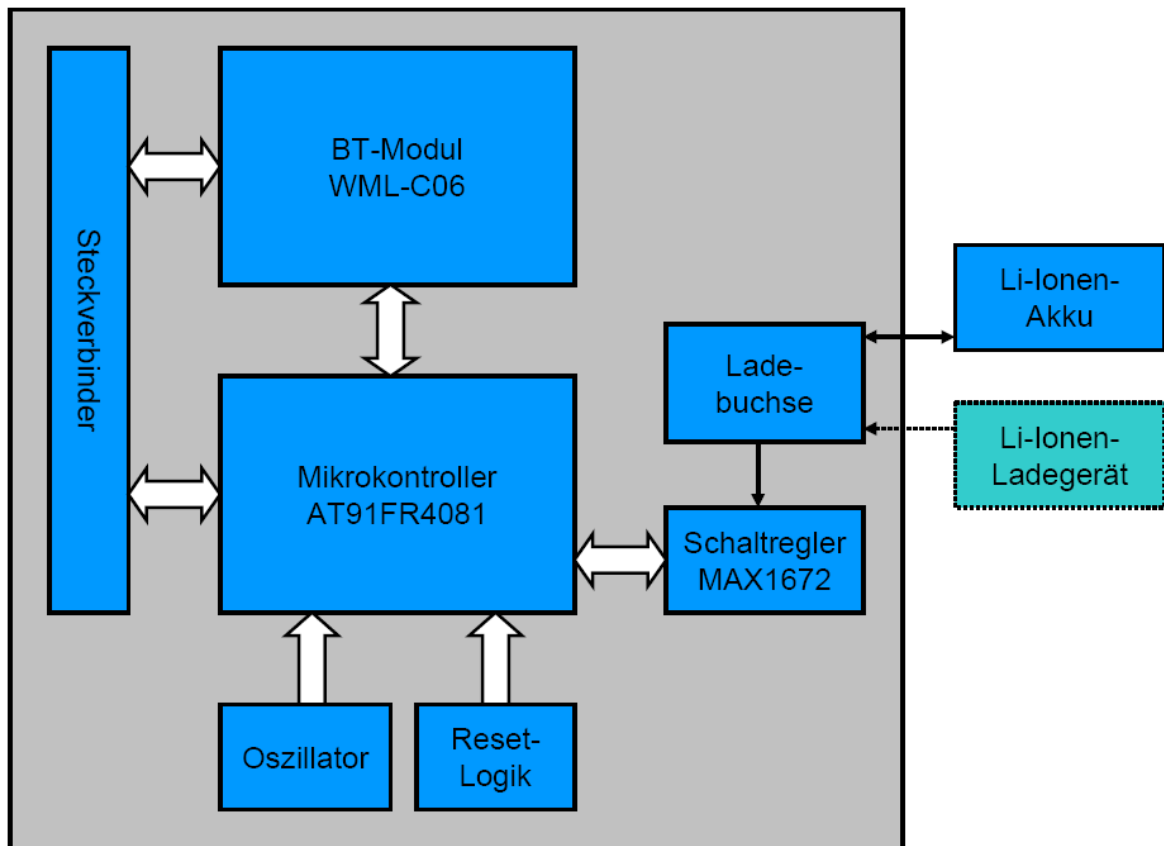 Steckverbinder
BT-Modul
WML-C06
Mikrokontroller
AT91FR4081
Oszillator
Reset-
Logik
Lade-
buchse
Schaltregler
MAX1672
Li-Ionen-
Akku
Li-Ionen-
Ladegerät